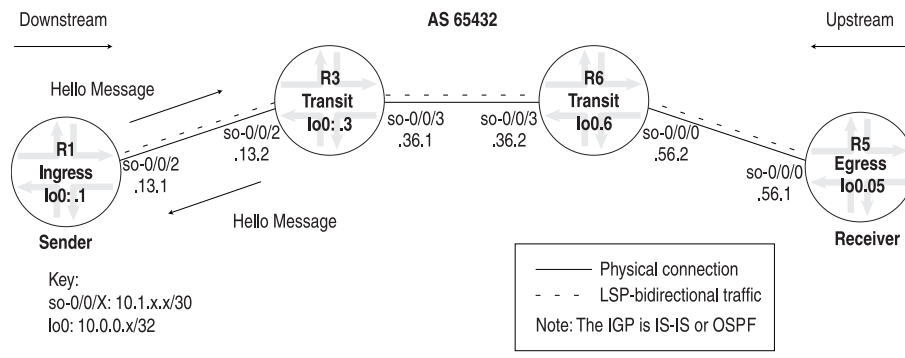 AS 65432
Downstream
Upstream
Hello Message
R3
Transit
lo0: .3
R6
Transit
lo0.6
R1
Ingress
lo0: .1
so-0/0/2
.13.1
so-0/0/2
.13.2
so-0/0/3
.36.1
so-0/0/3
.36.2
so-0/0/0
.56.2
so-0/0/0
.56.1
R5
Egress
lo0.05
Hello Message
Sender
Receiver
Key:
so-0/0/X: 10.1.x.x/30
lo0: 10.0.0.x/32
Physical connection
LSP-bidirectional traffic
Note: The IGP is IS-IS or OSPF